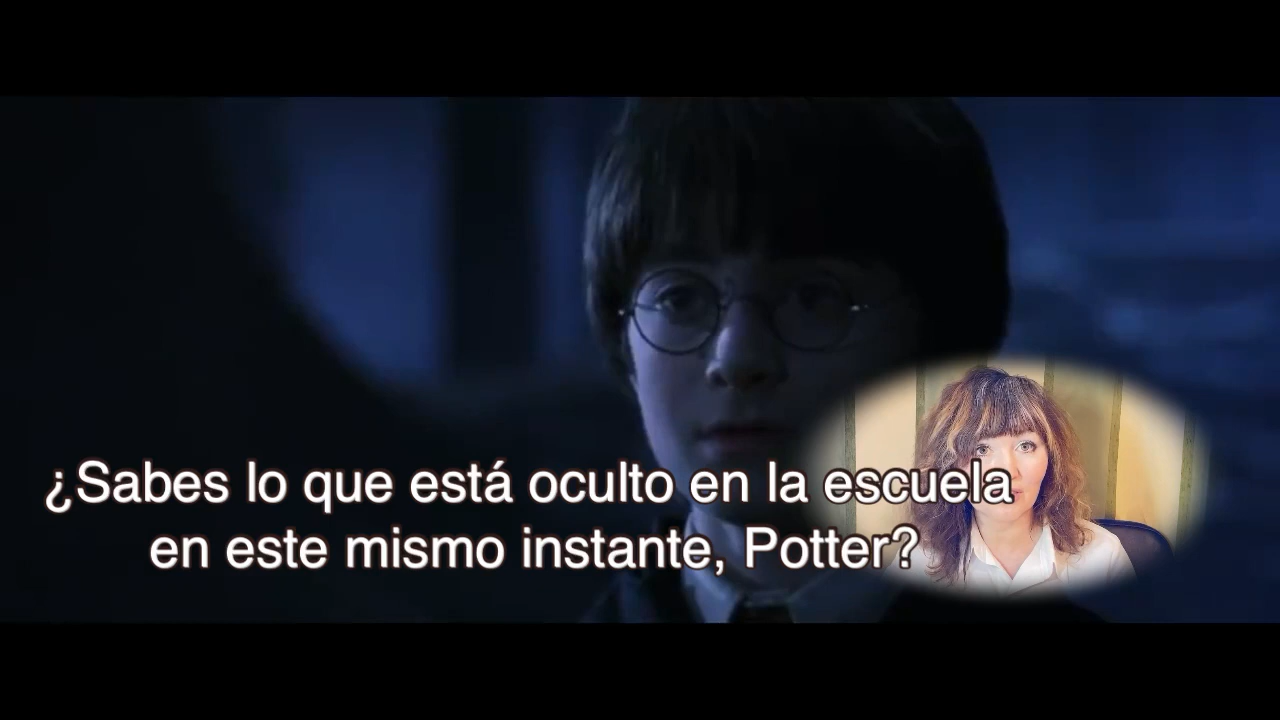 ¿Sabes lo que está oculto en la escuela
en este mismo instante, Potter?